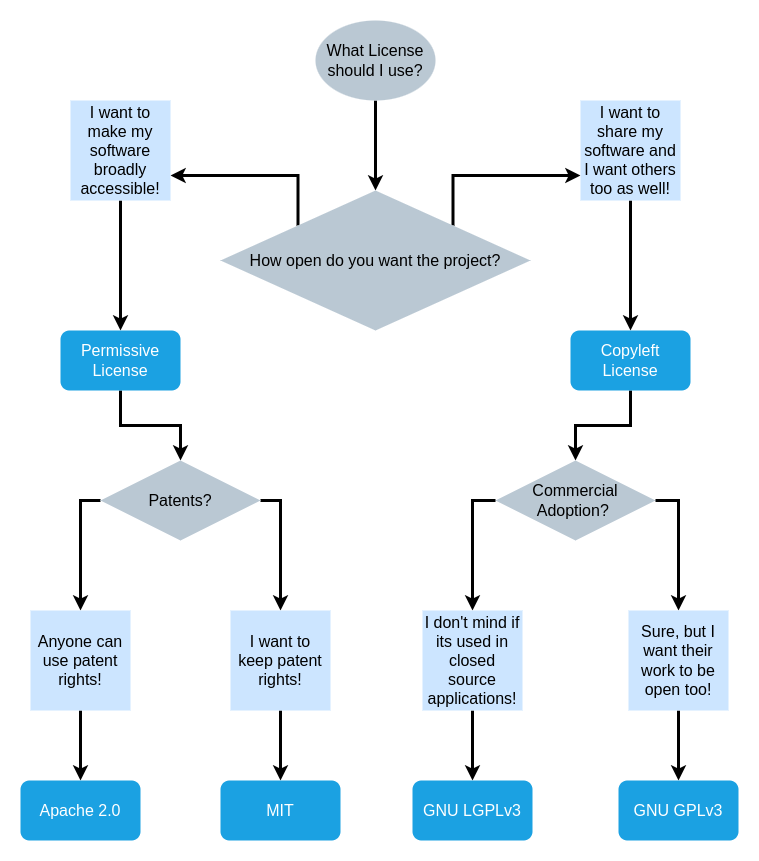 What License
should I use?
I want to
make my
software
broadly
accessible!
I want to
share my
software and
I want others
too as well!
How open do you want the project?
Permissive
License
Copyleft
License
Patents?
Commercial
Adoption?
Anyone can
use patent
rights!
I want to
keep patent
rights!
I don't mind if
its used in
closed
source
applications!
Sure, but I
want their
work to be
open too!
Apache 2.0
MIT
GNU LGPLv3
GNU GPLv3